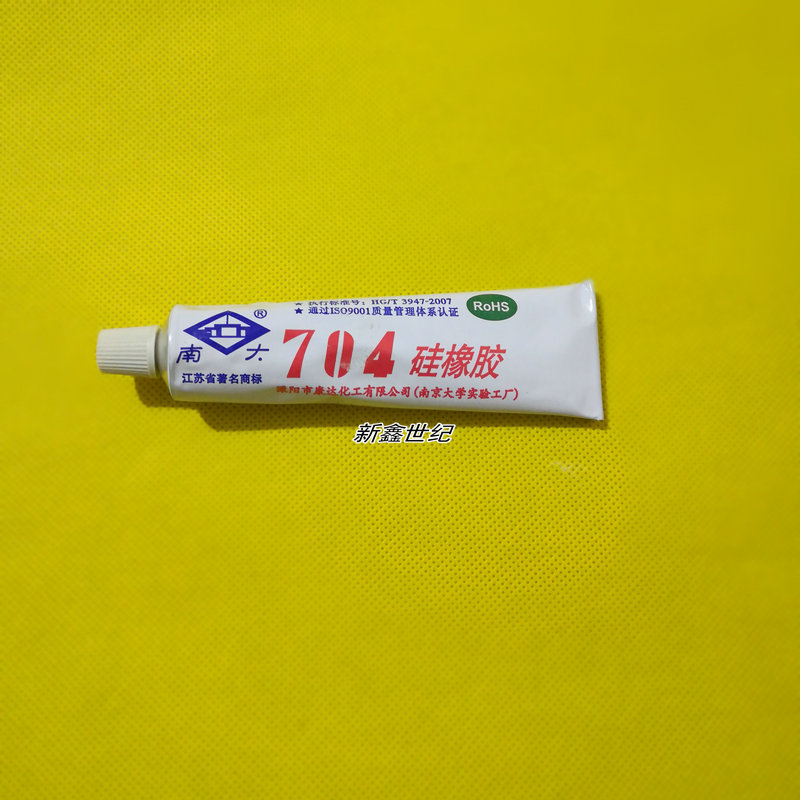 ★ 执行标准号：HG/T 3947-2007
★ 通过ISO9001质量管理体系认证
RoHS
®
南 大
江苏省著名商标
704 硅橡胶
溧阳市康达化工有限公司(南京大学实验工厂)
新鑫世纪